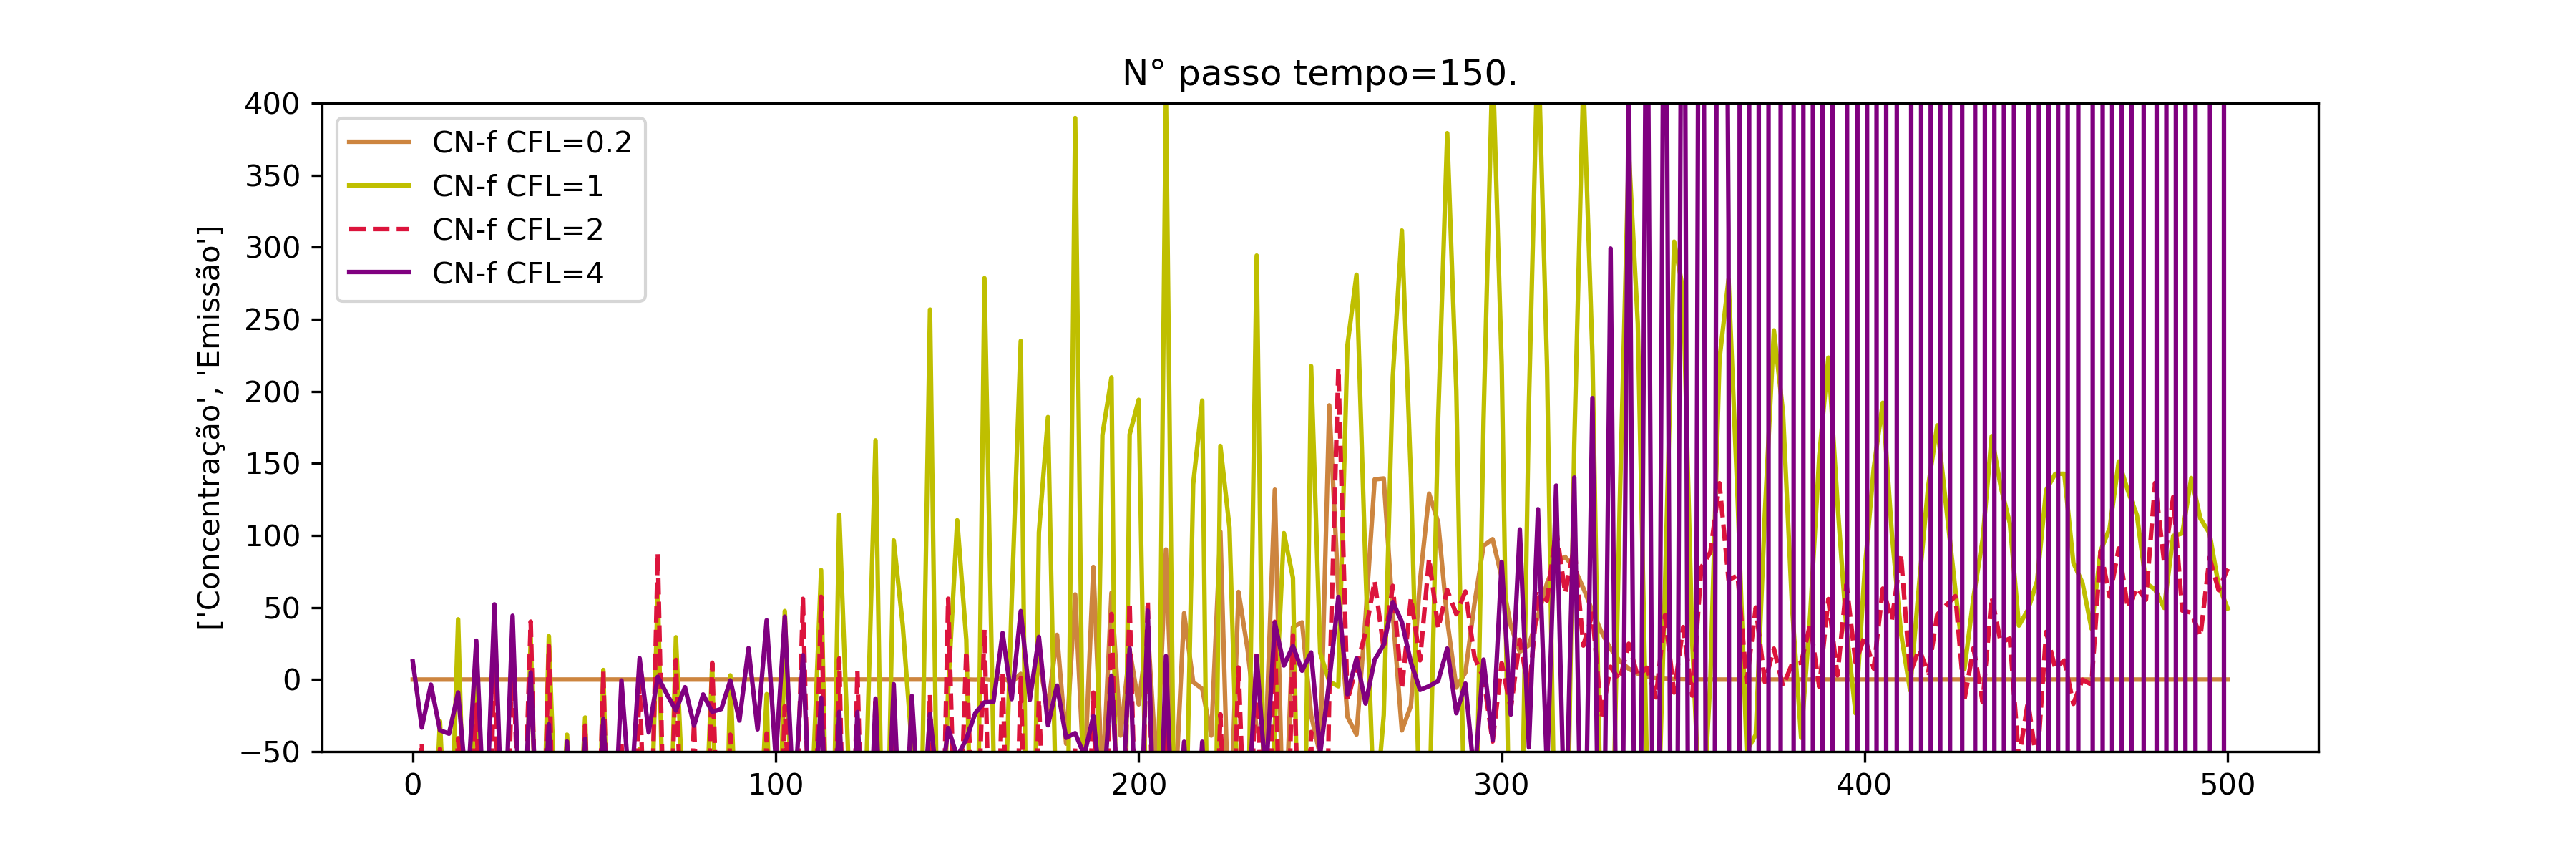 N° passo tempo=150.
['Concentração', 'Emissão']
400
350
300
250
200
150
100
50
0
−50
CN-f CFL=0.2
CN-f CFL=1
CN-f CFL=2
CN-f CFL=4
0 100 200 300 400 500